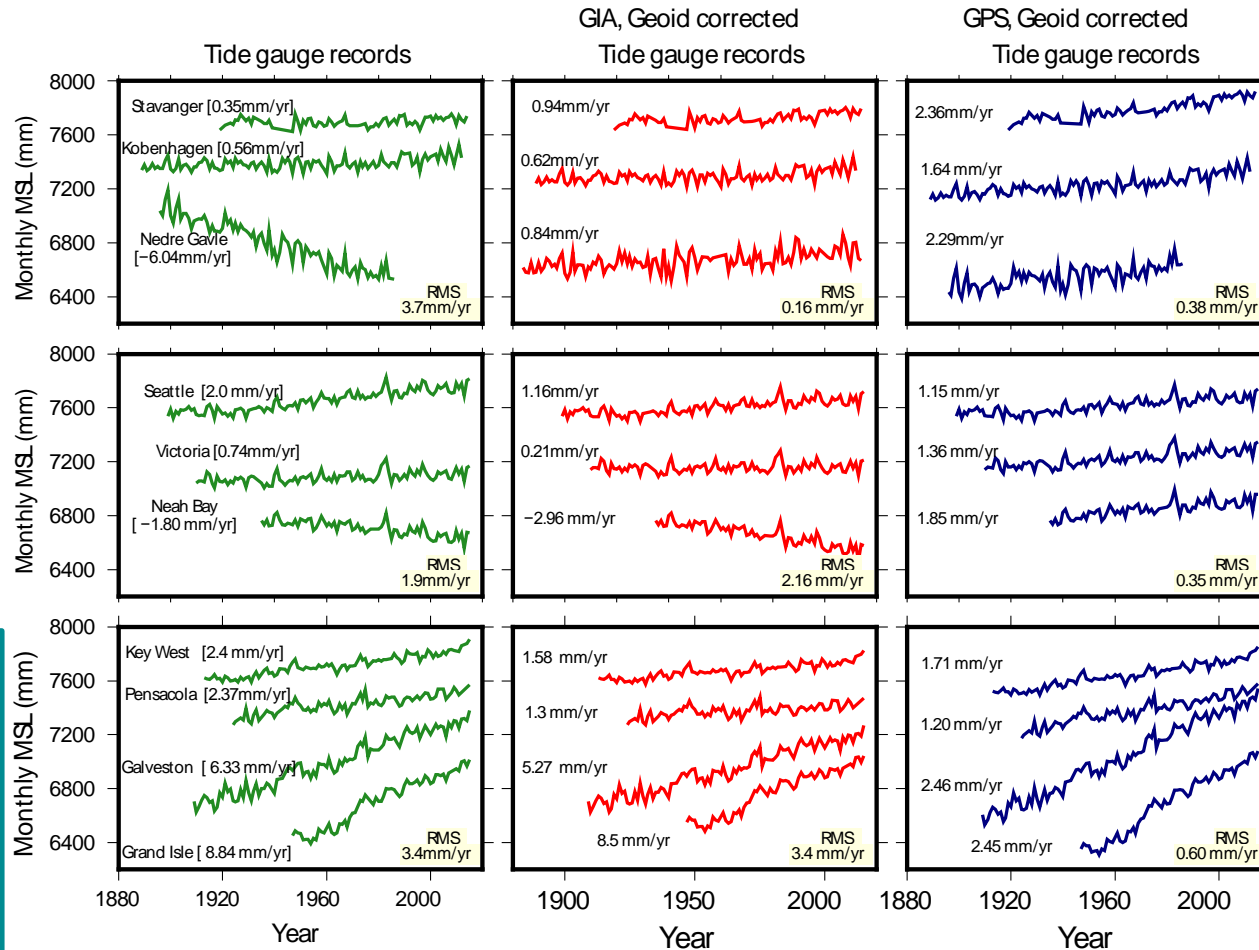 GIA, Geoid corrected
GPS, Geoid corrected
Tide gauge records
Tide gauge records
Tide gauge records
8000
7600
7200
6800
6400
Monthly MSL (mm)
Stavanger [0.35mm/yr]
Kobenhagen [0.56mm/yr]
Nedre Gavle
[−6.04mm/yr]
RMS
3.7mm/yr
0.94mm/yr
0.62mm/yr
0.84mm/yr
RMS
0.16 mm/yr
2.36mm/yr
1.64 mm/yr
2.29mm/yr
RMS
0.38 mm/yr
8000
7600
7200
6800
6400
Monthly MSL (mm)
Seattle [2.0 mm/yr]
Victoria [0.74mm/yr]
Neah Bay
[ −1.80 mm/yr]
RMS
1.9mm/yr
1.16mm/yr
0.21mm/yr
−2.96 mm/yr
RMS
2.16 mm/yr
1.15 mm/yr
1.36 mm/yr
1.85 mm/yr
RMS
0.35 mm/yr
8000
7600
7200
6800
6400
Monthly MSL (mm)
Key West [2.4 mm/yr]
Pensacola [2.37mm/yr]
Galveston [ 6.33mm/yr]
Grand Isle [ 8.84 mm/yr]
RMS
3.4mm/yr
1.58 mm/yr
1.3 mm/yr
5.27 mm/yr
8.5 mm/yr
RMS
3.4 mm/yr
1.71 mm/yr
1.20 mm/yr
2.46 mm/yr
2.45 mm/yr
RMS
0.60 mm/yr
1880 1920 1960 2000
1900 1950 2000
1880 1920 1960 2000
Year
Year
Year